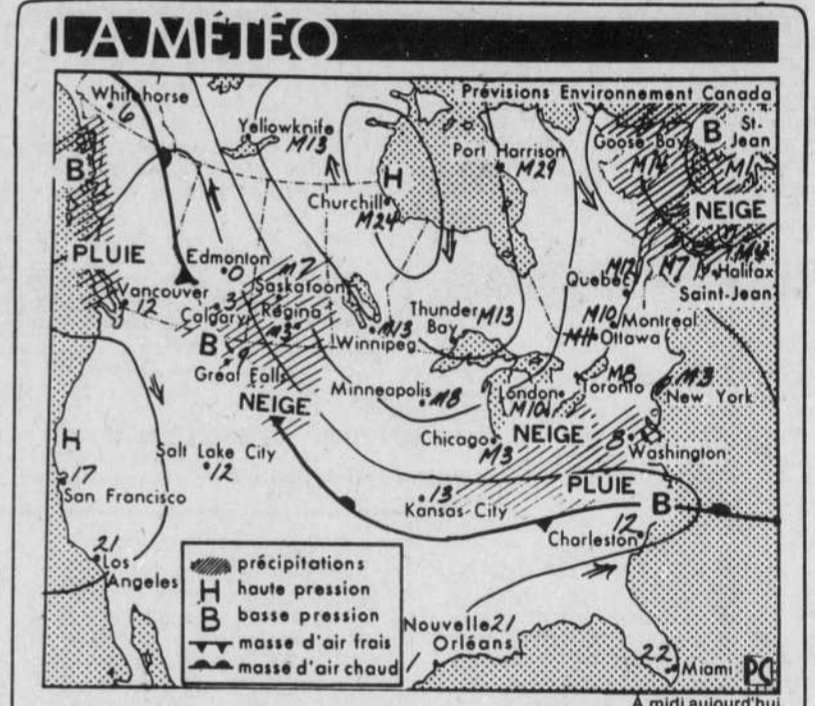 LA MÉTÉO
Prévisions Environnement Canada
Whitehorse
6
Yellowknife
M13
Port Harrison
M29
Goose Bay
M14
B
St-
Jean
M1
B
H
Churchill
M24
NEIGE
PLUIE
Edmonton
0
M7
Saskatoon
Québec
M12
M7
M4
Halifax
Saint-Jean
Vancouver
12
3
Calgary
Régina
M3
Winnipeg
M13
Thunder
Bay
M13
M10
Montreal
M11
Ottawa
B
9
Great Falls
Minneapolis
M8
London
M10
Toronto
M8
M3
New York
NEIGE
Chicago
M3
NEIGE
8
Washington
H
Salt Lake City
12
17
San Francisco
13
Kansas City
PLUIE
B
12
Charleston
21
Los
Angeles
précipitations
H haute pression
B basse pression
masse d'air frais
masse d'air chaud
Nouvelle 21
Orléans
22
Miami
PC
A midi aujourd'hui